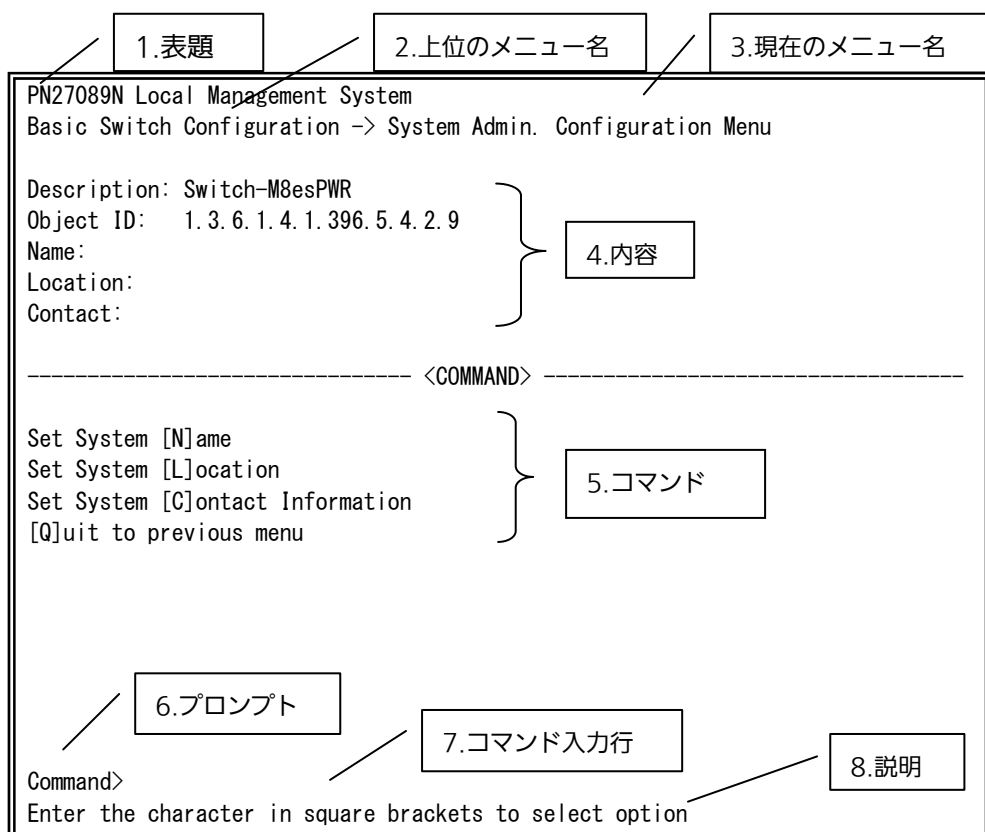 1.表題
2.上位のメニュー名
3.現在のメニュー名
PN27089N Local Management System
Basic Switch Configuration -> System Admin. Configuration Menu
Description: Switch-M8esPWR
Object ID: 1.3.6.1.4.1.396.5.4.2.9
Name:
Location:
Contact:
4.内容
-------------------------------- <COMMAND> -----------------------------------
Set System [N]ame
Set System [L]ocation
Set System [C]ontact Information
[Q]uit to previous menu
5.コマンド
6.プロンプト
7.コマンド入力行
8.説明
Command>
Enter the character in square brackets to select option